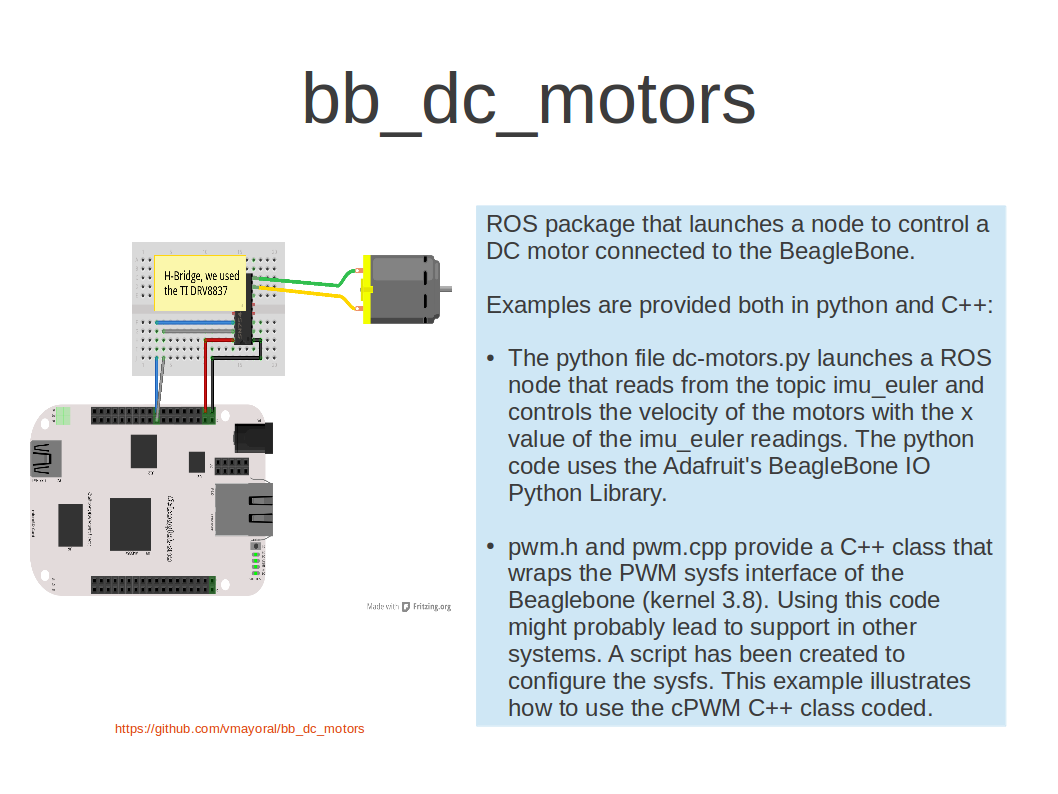 bb_dc_motors
H-Bridge, we used
the TI DRV8837
Made with Fritzing.org
https://github.com/vmayoral/bb_dc_motors
ROS package that launches a node to control a
DC motor connected to the BeagleBone.
Examples are provided both in python and C++:
• The python file dc-motors.py launches a ROS
node that reads from the topic imu_euler and
controls the velocity of the motors with the x
value of the imu_euler readings. The python
code uses the Adafruit's BeagleBone IO
Python Library.
• pwm.h and pwm.cpp provide a C++ class that
wraps the PWM sysfs interface of the
Beaglebone (kernel 3.8). Using this code
might probably lead to support in other
systems. A script has been created to
configure the sysfs. This example illustrates
how to use the cPWM C++ class coded.